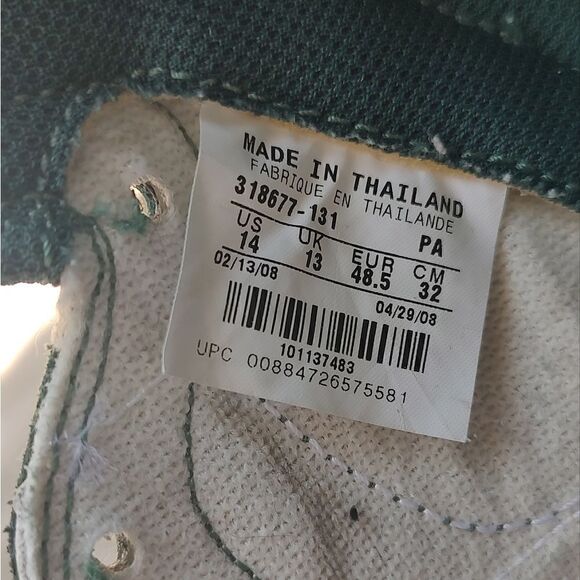 MADE IN THAILAND
FABRIQUE EN THAILANDE
318677-131 PA
US UK EUR CM
14 13 48.5 32
02/13/08 04/29/08
101137483
UPC 00884726575581